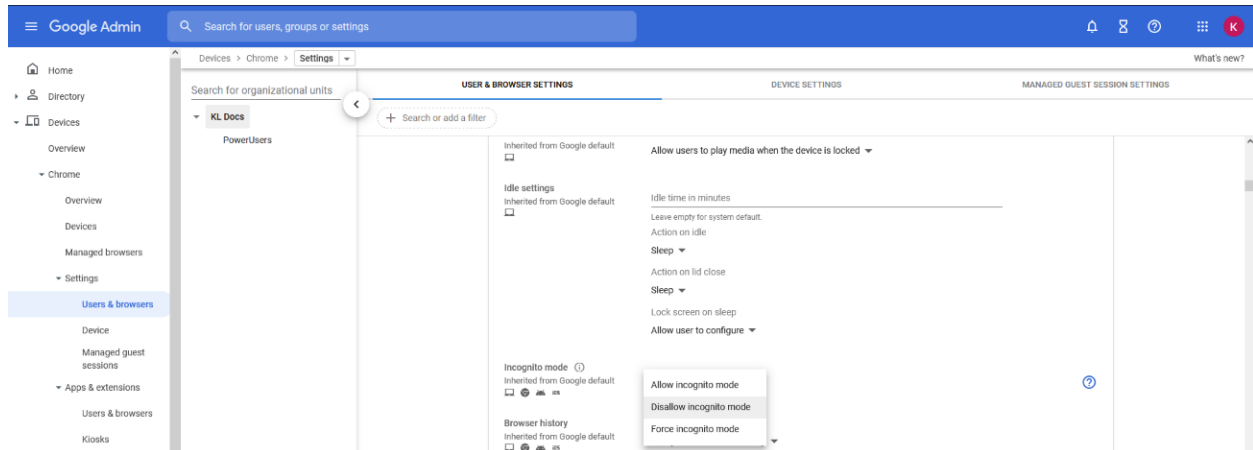 Google Admin
Search for users, groups or settings
K
Home
Directory
Devices
Overview
Chrome
Overview
Devices
Managed browsers
Settings
Users & browsers
Device
Managed guest
sessions
Apps & extensions
Users & browsers
Kiosks
Devices > Chrome > Settings
What's new?
Search for organizational units
KL Docs
PowerUsers
USER & BROWSER SETTINGS
DEVICE SETTINGS
MANAGED GUEST SESSION SETTINGS
+ Search or add a filter
Inherited from Google default
Allow users to play media when the device is locked
Idle settings
Inherited from Google default
Idle time in minutes
Leave empty for system default.
Action on idle
Sleep
Action on lid close
Sleep
Lock screen on sleep
Allow user to configure
Incognito mode
Inherited from Google default
iOS
Allow incognito mode
Disallow incognito mode
Force incognito mode
Browser history
Inherited from Google default